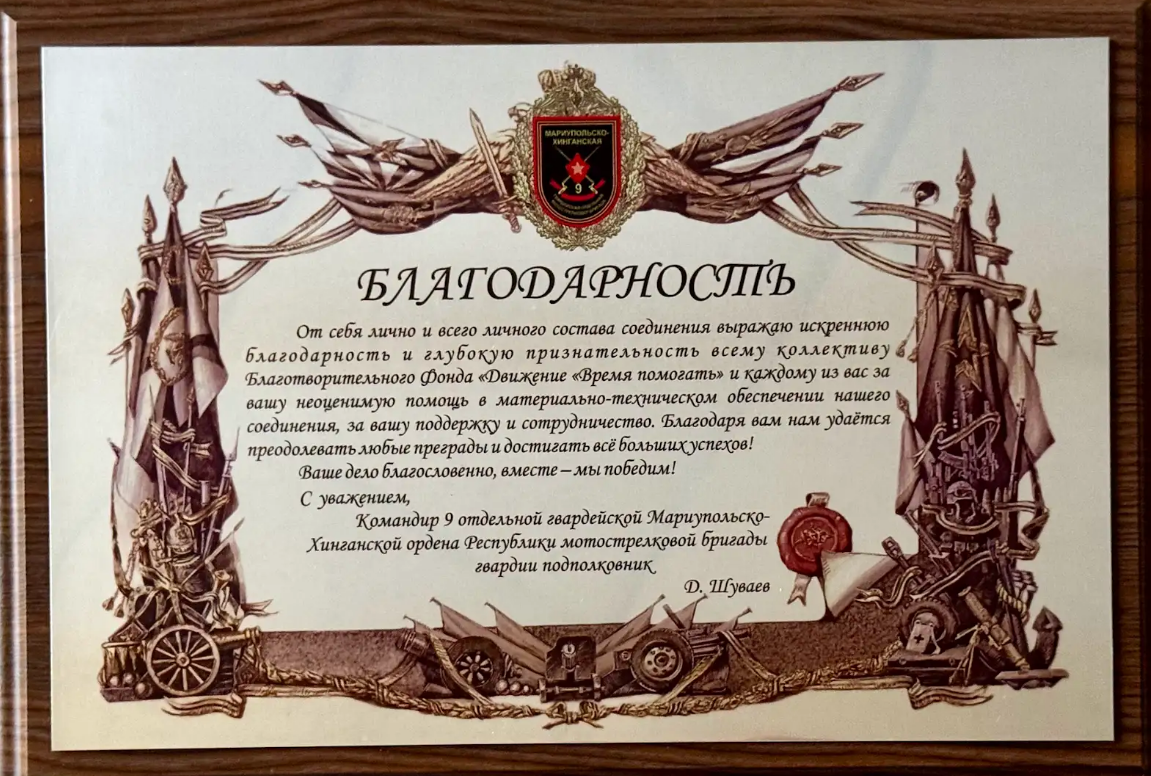 МАРИУПОЛЬСКО-
ХИНГАНСКАЯ
9
БЛАГОДАРНОСТЬ
От себя лично и всего личного состава соединения выражаю искреннюю
благодарность и глубокую признательность всему коллективу
Благотворительного Фонда «Движение «Время помогать» и каждому из вас за
вашу неоценимую помощь в материально-техническом обеспечении нашего
соединения, за вашу поддержку и сотрудничество. Благодаря вам нам удаётся
преодолевать любые преграды и достигать всё больших успехов!
Ваше дело благословенно, вместе – мы победим!
С уважением,
Командир 9 отдельной гвардейской Мариупольско-
Хинганской ордена Республики мотострелковой бригады
гвардии подполковник
Д. Шуваев